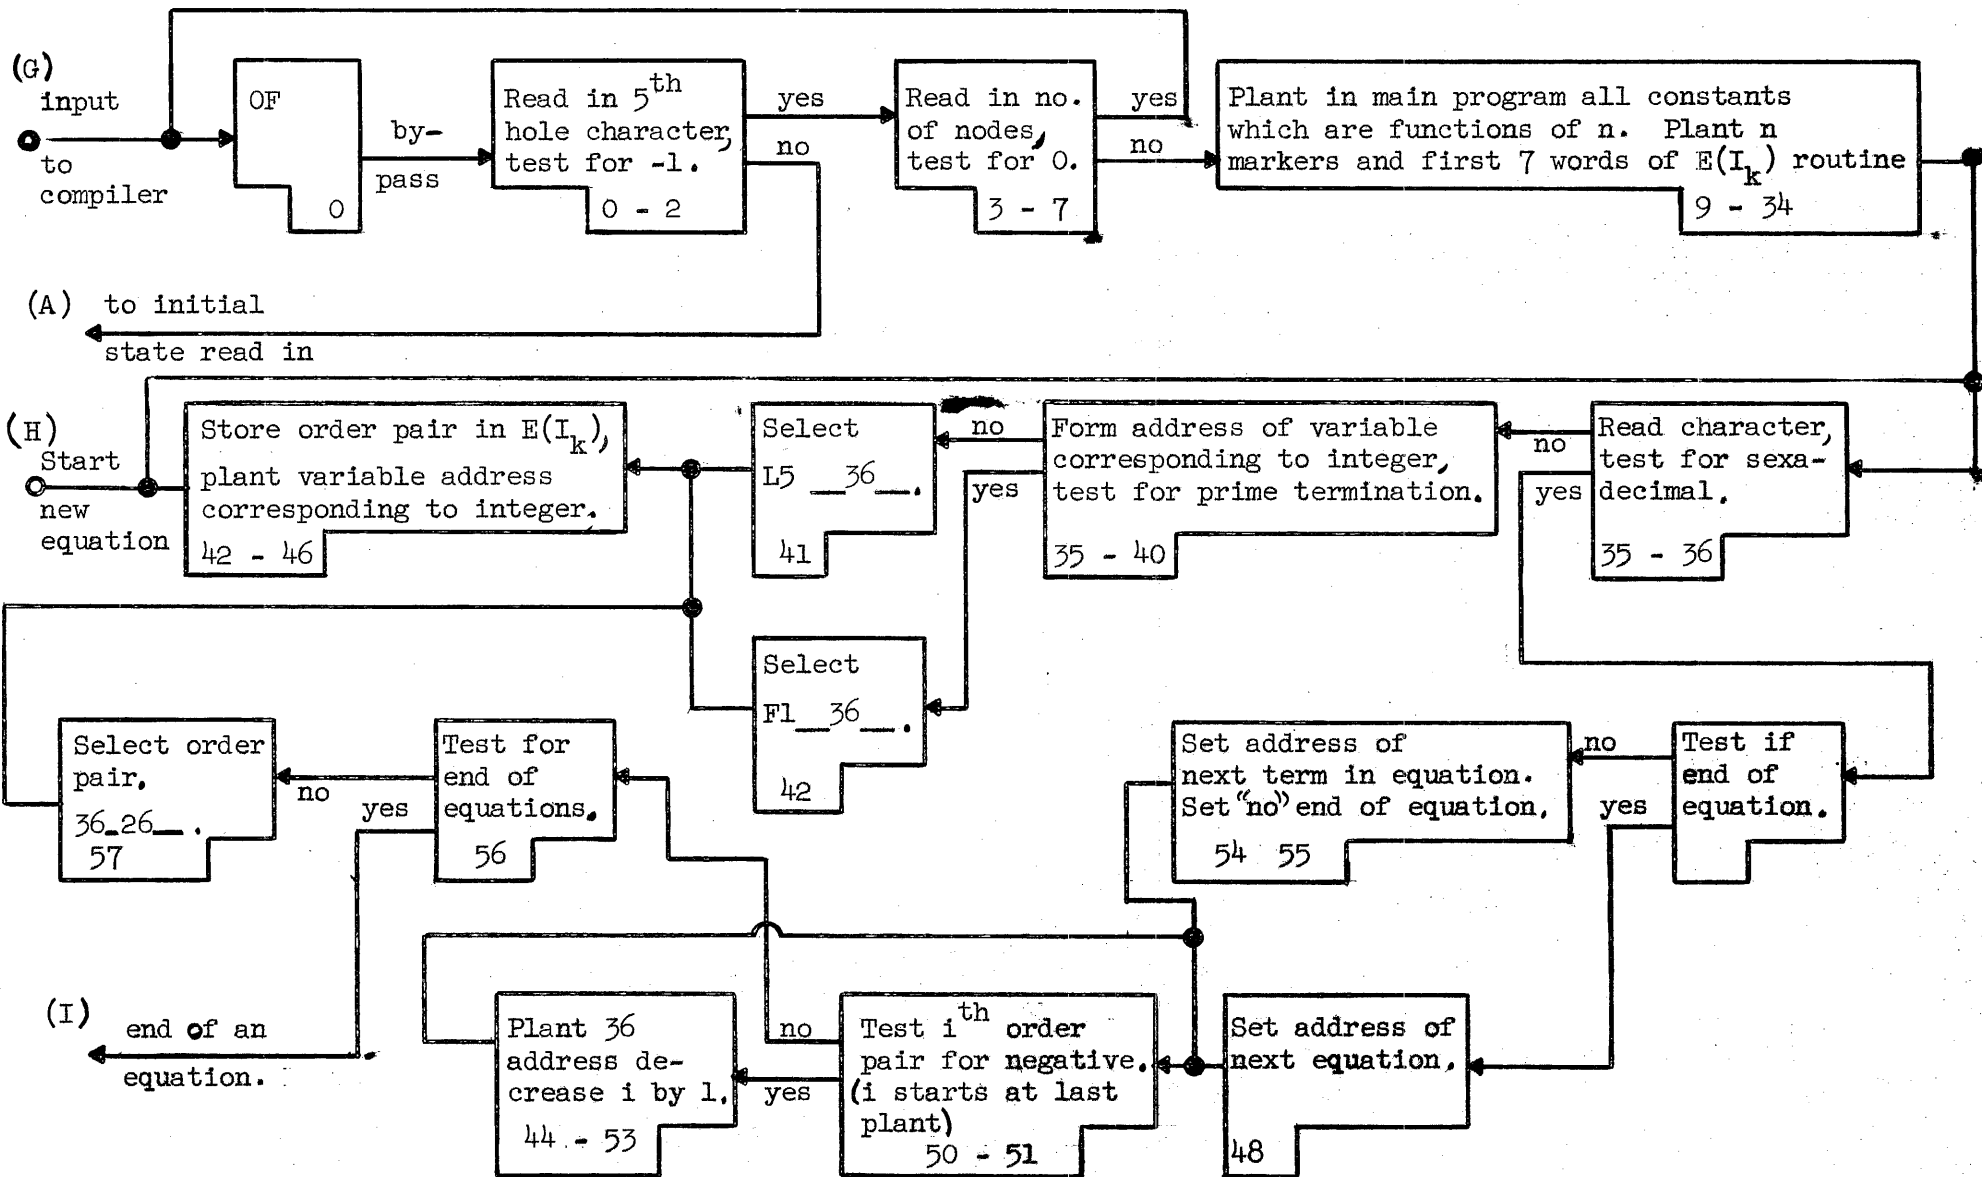 (G)
input
to
compiler
OF
0
by-
pass
Read in 5th
hole character,
test for -1.
0 - 2
yes
no
Read in no.
of nodes,
test for 0.
3 - 7
yes
no
Plant in main program all constants
which are functions of n. Plant n
markers and first 7 words of E(Ik) routine
9 - 34
(A) to initial
state read in
(H)
Start
new
equation
Store order pair in E(Ik),
plant variable address
corresponding to integer.
42 - 46
Select
L5 __36__.
41
no
yes
Form address of variable
corresponding to integer,
test for prime termination.
35 - 40
no
yes
Read character,
test for sexa-
decimal.
35 - 36
Select
F1__36__.
42
Select order
pair.
36_26__.
57
no
yes
Test for
end of
equations.
56
Set address of
next term in equation.
Set "no" end of equation.
54 55
no
yes
Test if
end of
equation.
(I)
end of an
equation.
Plant 36
address de-
crease i by 1.
44 - 53
no
yes
Test ith order
pair for negative.
(i starts at last
plant)
50 - 51
Set address of
next equation.
48